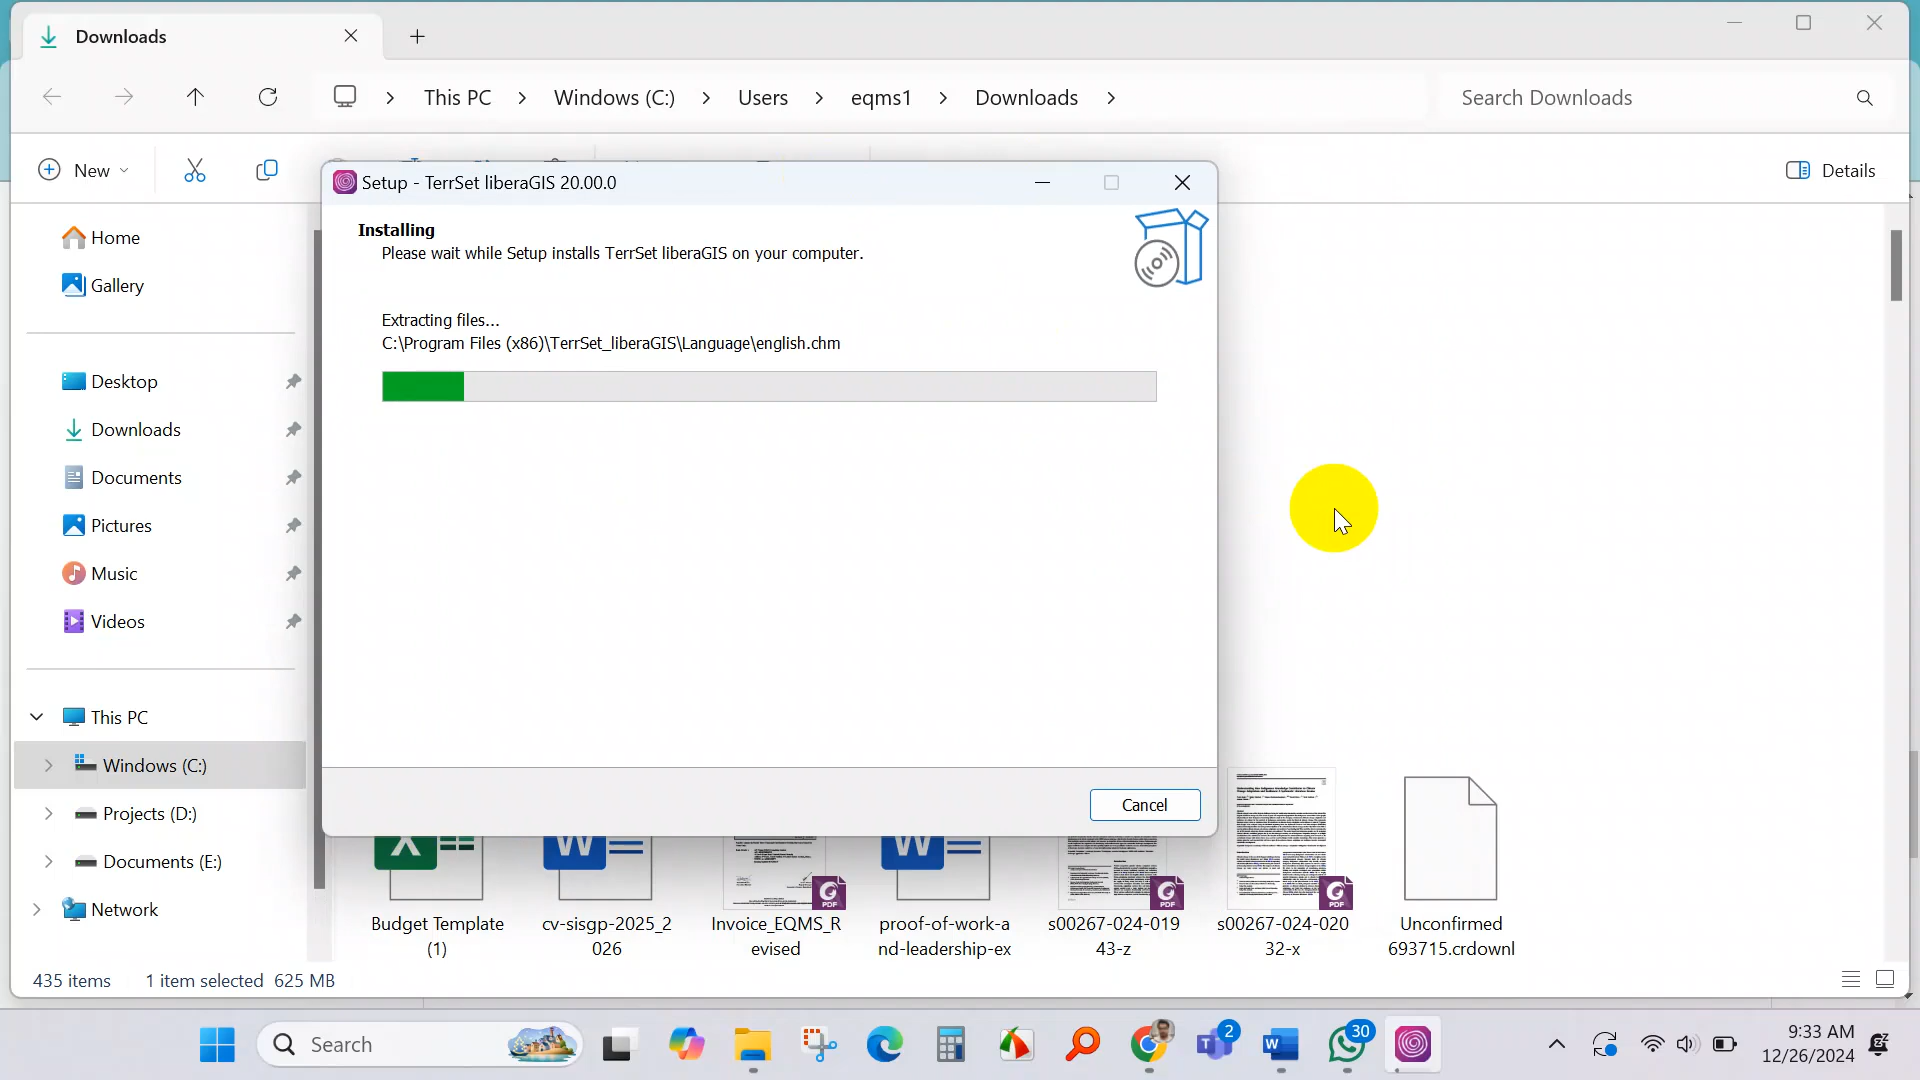 Downloads
This PC
Windows (C:)
Users
eqms1
Downloads
Search Downloads
New
Details
Home
Gallery
Desktop
Downloads
Documents
Pictures
Music
Videos
This PC
Windows (C:)
Projects (D:)
Documents (E:)
Network
Setup - TerrSet liberaGIS 20.00.0
Installing
Please wait while Setup installs TerrSet liberaGIS on your computer.
Extracting files...
C:\Program Files (x86)\TerrSet_liberaGIS\Language\english.chm
Cancel
PDF
PDF
PDF
Budget Template
(1)
cv-sisgp-2025_2
026
Invoice_EQMS_R
evised
proof-of-work-a
nd-leadership-ex
s00267-024-019
43-z
s00267-024-020
32-x
Unconfirmed
693715.crdownl
435 items
1 item selected 625 MB
Search
2
30
9:33 AM
12/26/2024